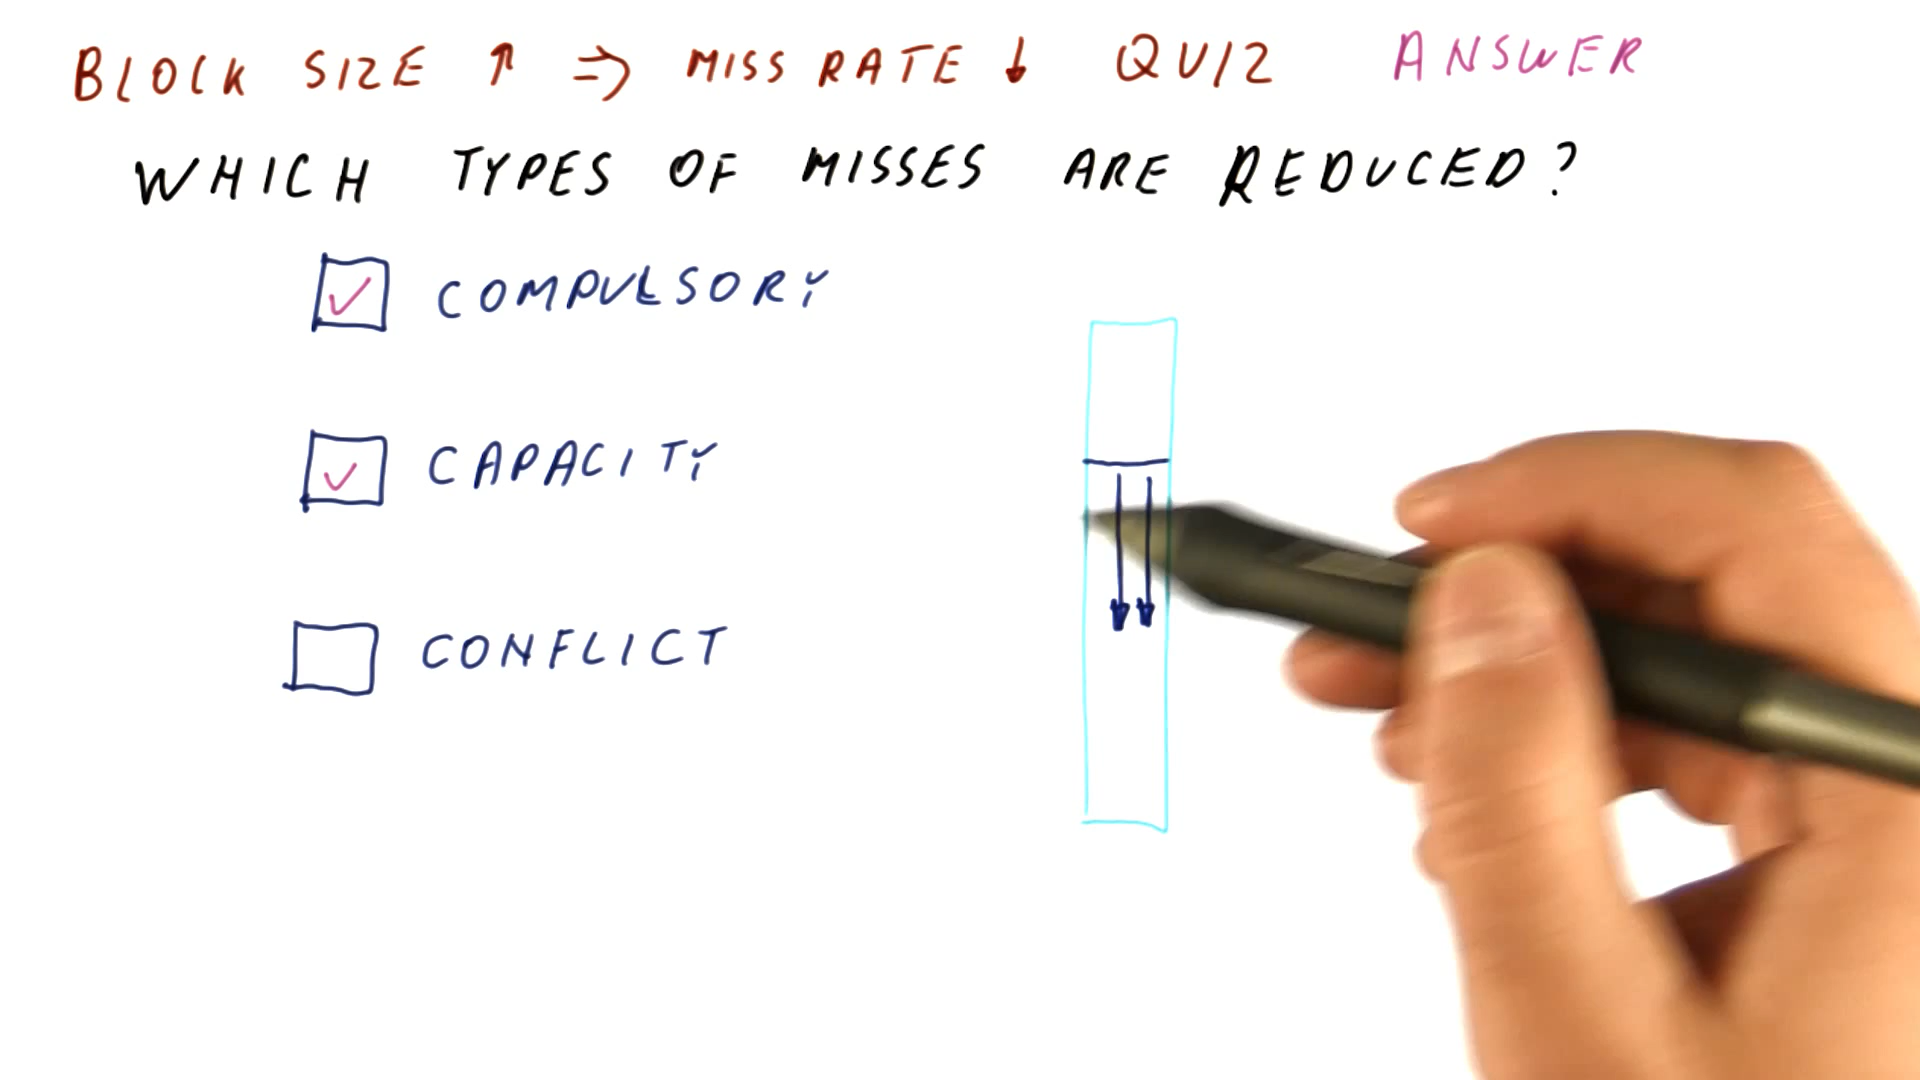 BLOCK SIZE ↑ ⇒ MISS RATE ↓ QUIZ ANSWER
WHICH TYPES OF MISSES ARE REDUCED?
✓ COMPULSORY
✓ CAPACITY
CONFLICT